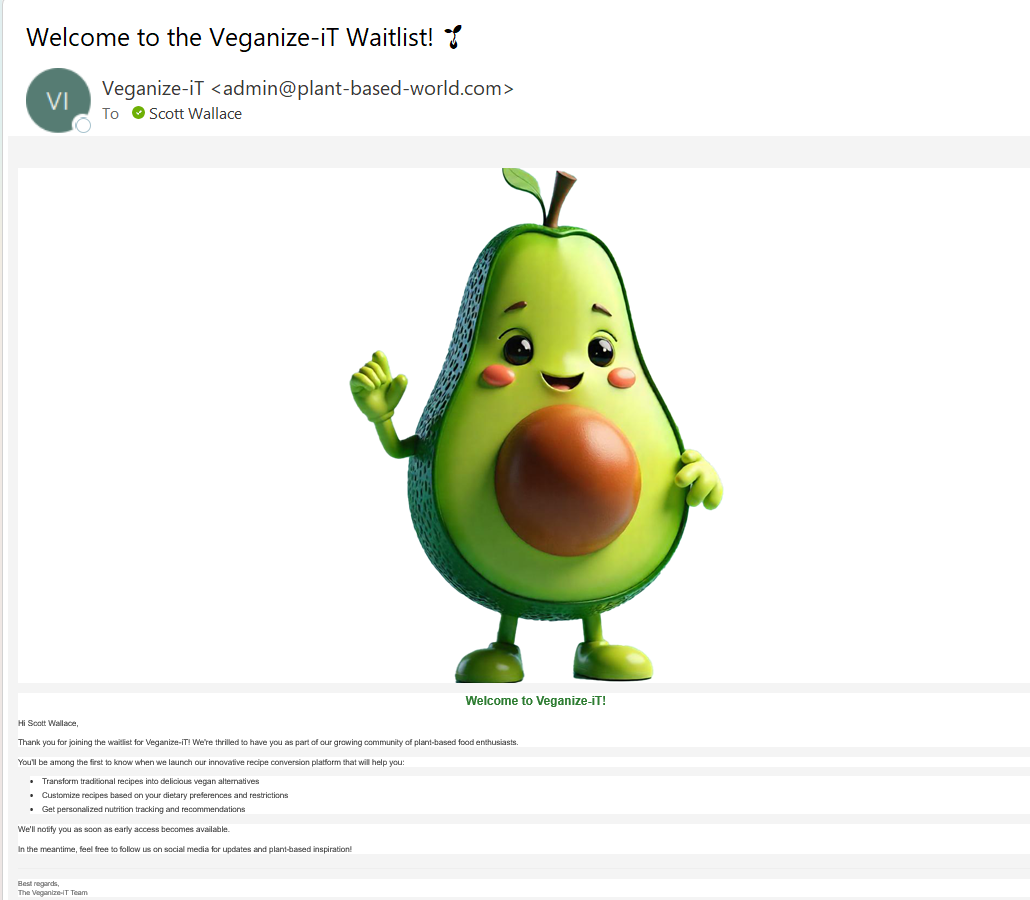 Welcome to the Veganize-iT Waitlist! 🌱
VI
Veganize-iT <admin@plant-based-world.com>
To Scott Wallace
Welcome to Veganize-iT!
Hi Scott Wallace,
Thank you for joining the waitlist for Veganize-iT! We're thrilled to have you as part of our growing community of plant-based food enthusiasts.
You'll be among the first to know when we launch our innovative recipe conversion platform that will help you:
• Transform traditional recipes into delicious vegan alternatives
• Customize recipes based on your dietary preferences and restrictions
• Get personalized nutrition tracking and recommendations
We'll notify you as soon as early access becomes available.
In the meantime, feel free to follow us on social media for updates and plant-based inspiration!
Best regards,
The Veganize-iT Team